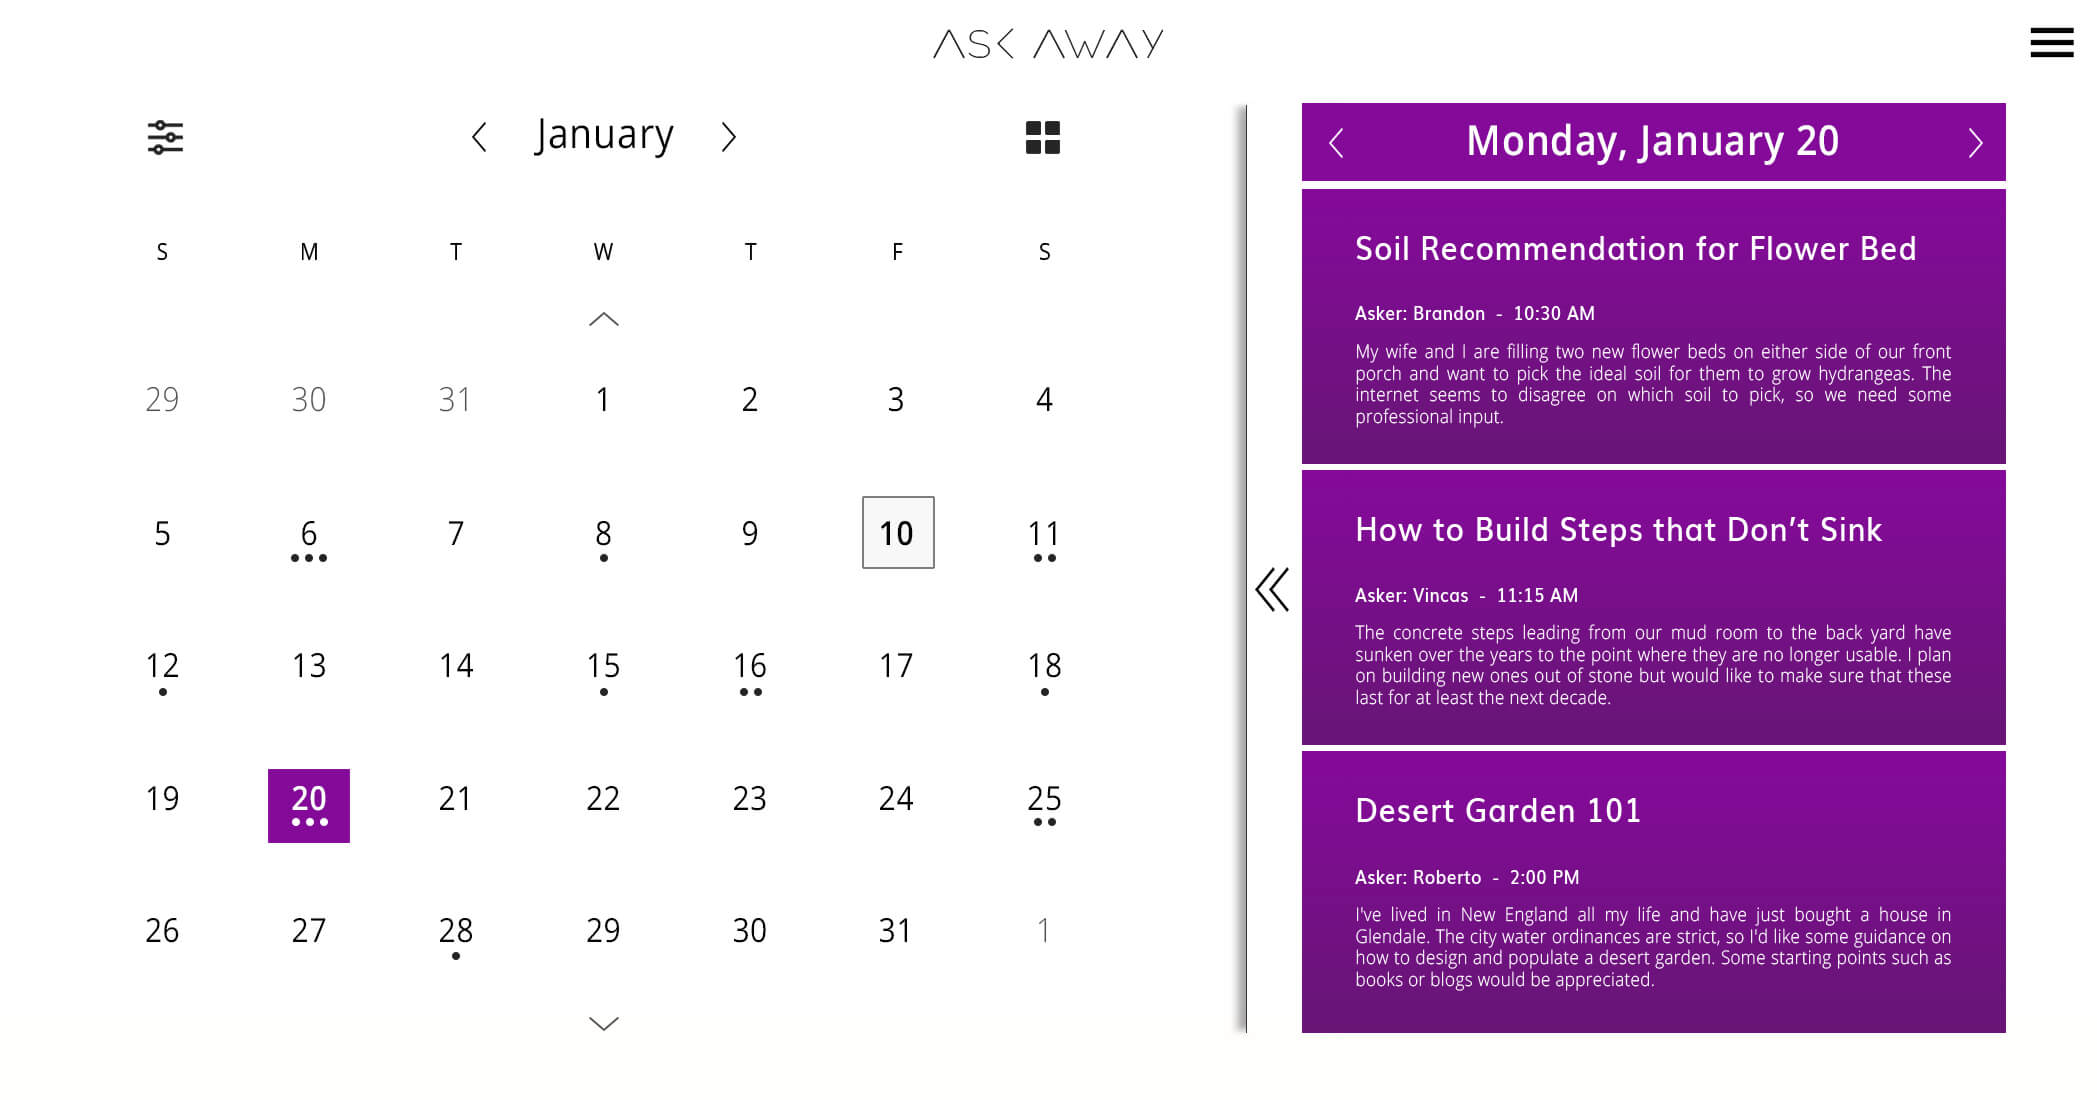 ASK AWAY
January
S M T W T F S
29 30 31 1 2 3 4
5 6 7 8 9 10 11
12 13 14 15 16 17 18
19 20 21 22 23 24 25
26 27 28 29 30 31 1
Monday, January 20
Soil Recommendation for Flower Bed
Asker: Brandon - 10:30 AM
My wife and I are filling two new flower beds on either side of our front
porch and want to pick the ideal soil for them to grow hydrangeas. The
internet seems to disagree on which soil to pick, so we need some
professional input.
How to Build Steps that Don’t Sink
Asker: Vincas - 11:15 AM
The concrete steps leading from our mud room to the back yard have
sunken over the years to the point where they are no longer usable. I plan
on building new ones out of stone but would like to make sure that these
last for at least the next decade.
Desert Garden 101
Asker: Roberto - 2:00 PM
I've lived in New England all my life and have just bought a house in
Glendale. The city water ordinances are strict, so I'd like some guidance on
how to design and populate a desert garden. Some starting points such as
books or blogs would be appreciated.